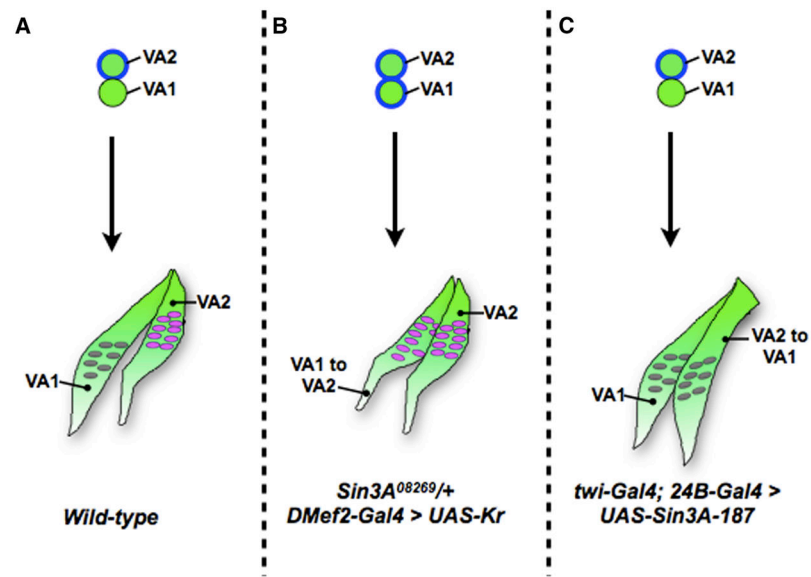 A
VA2
VA1
VA2
VA1
Wild-type
B
VA2
VA1
VA2
VA1 to
VA2
Sin3A⁰⁸²⁶⁹/+
DMef2-Gal4 > UAS-Kr
C
VA2
VA1
VA2 to
VA1
VA1
twi-Gal4; 24B-Gal4 >
UAS-Sin3A-187